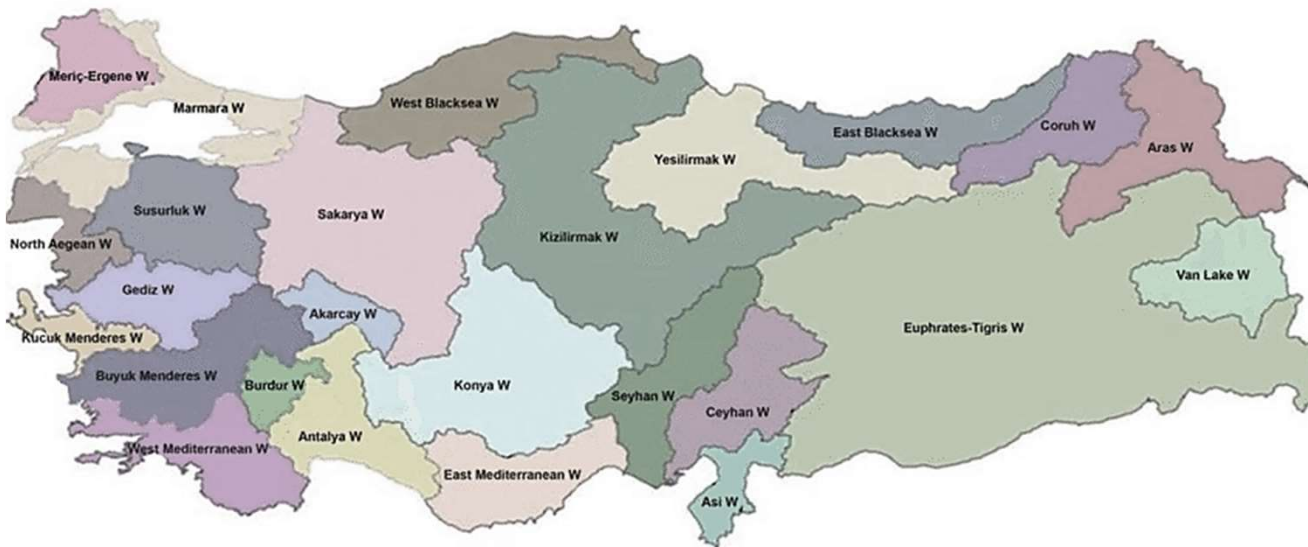 Meriç-Ergene W
Marmara W
West Blacksea W
East Blacksea W
Coruh W
Aras W
Yesilirmak W
Susurluk W
Sakarya W
Kizilirmak W
North Aegean W
Van Lake W
Gediz W
Akarcay W
Euphrates-Tigris W
Kucuk Menderes W
Buyuk Menderes W
Burdur W
Konya W
Seyhan W
Ceyhan W
Antalya W
West Mediterranean W
East Mediterranean W
Asi W